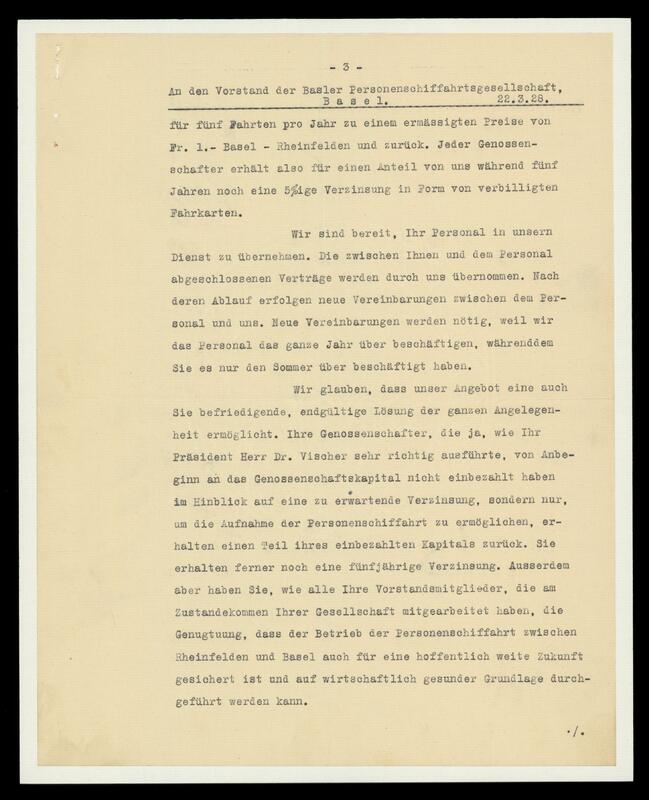 - 3 -
An den Vorstand der Basler Personenschiffahrtsgesellschaft,
B a s e l. 22.3.28.
für fünf Fahrten pro Jahr zu einem ermässigten Preise von
Fr. 1.- Basel - Rheinfelden und zurück. Jeder Genossen-
schafter erhält also für einen Anteil von uns während fünf
Jahren noch eine 5%ige Verzinsung in Form von verbilligten
Fahrkarten.
Wir sind bereit, Ihr Personal in unsern
Dienst zu übernehmen. Die zwischen Ihnen und dem Personal
abgeschlossenen Verträge werden durch uns übernommen. Nach
deren Ablauf erfolgen neue Vereinbarungen zwischen dem Per-
sonal und uns. Neue Vereinbarungen werden nötig, weil wir
das Personal das ganze Jahr über beschäftigen, währenddem
Sie es nur den Sommer über beschäftigt haben.
Wir glauben, dass unser Angebot eine auch
Sie befriedigende, endgültige Lösung der ganzen Angelegen-
heit ermöglicht. Ihre Genossenschafter, die ja, wie Ihr
Präsident Herr Dr. Vischer sehr richtig ausführte, von Anbe-
ginn an das Genossenschaftskapital nicht einbezahlt haben
im Hinblick auf eine zu erwartende Verzinsung, sondern nur,
um die Aufnahme der Personenschiffahrt zu ermöglichen, er-
halten einen Teil ihres einbezahlten Kapitals zurück. Sie
erhalten ferner noch eine fünfjährige Verzinsung. Ausserdem
aber haben Sie, wie alle Ihre Vorstandsmitglieder, die am
Zustandekommen Ihrer Gesellschaft mitgearbeitet haben, die
Genugtuung, dass der Betrieb der Personenschiffahrt zwischen
Rheinfelden und Basel auch für eine hoffentlich weite Zukunft
gesichert ist und auf wirtschaftlich gesunder Grundlage durch-
geführt werden kann.
./.